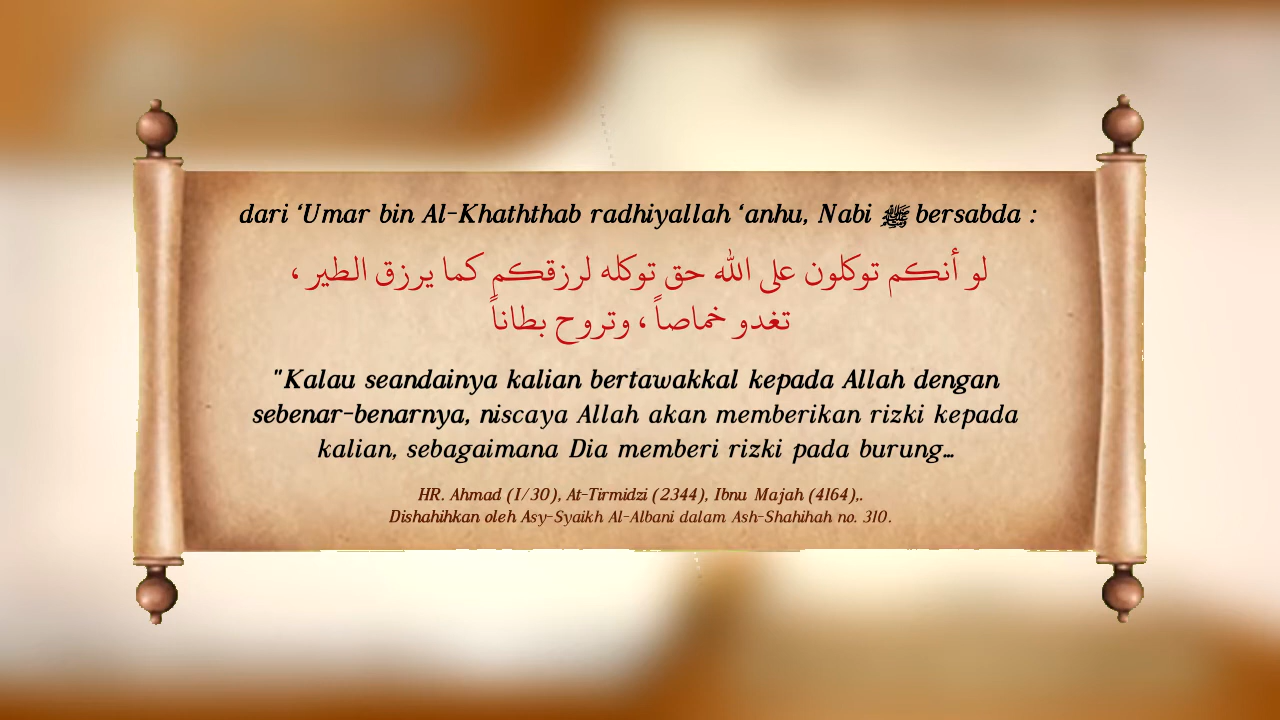 dari ‘Umar bin Al-Khaththab radhiyallah ‘anhu, Nabi ﷺ bersabda :
لو أنكم توكلون على الله حق توكله لرزقكم كما يرزق الطير ،
تغدو خماصاً ، وتروح بطاناً
"Kalau seandainya kalian bertawakkal kepada Allah dengan
sebenar-benarnya, niscaya Allah akan memberikan rizki kepada
kalian, sebagaimana Dia memberi rizki pada burung...
HR. Ahmad (I/30), At-Tirmidzi (2344), Ibnu Majah (4164),.
Dishahihkan oleh Asy-Syaikh Al-Albani dalam Ash-Shahihah no. 310.